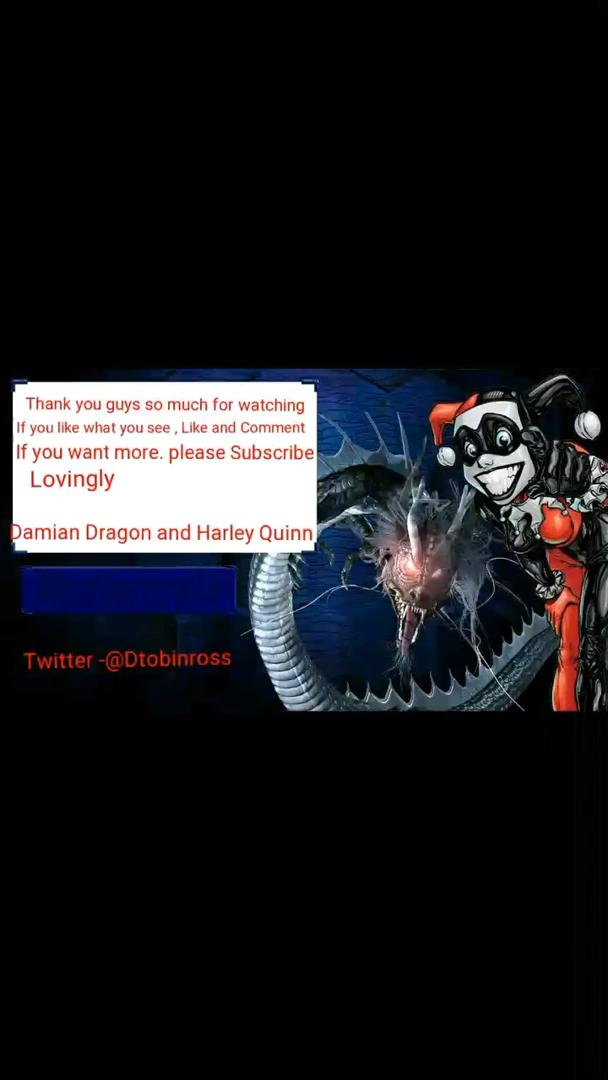 Thank you guys so much for watching
If you like what you see , Like and Comment
If you want more. please Subscribe
Lovingly
Damian Dragon and Harley Quinn
Twitter -@Dtobinross